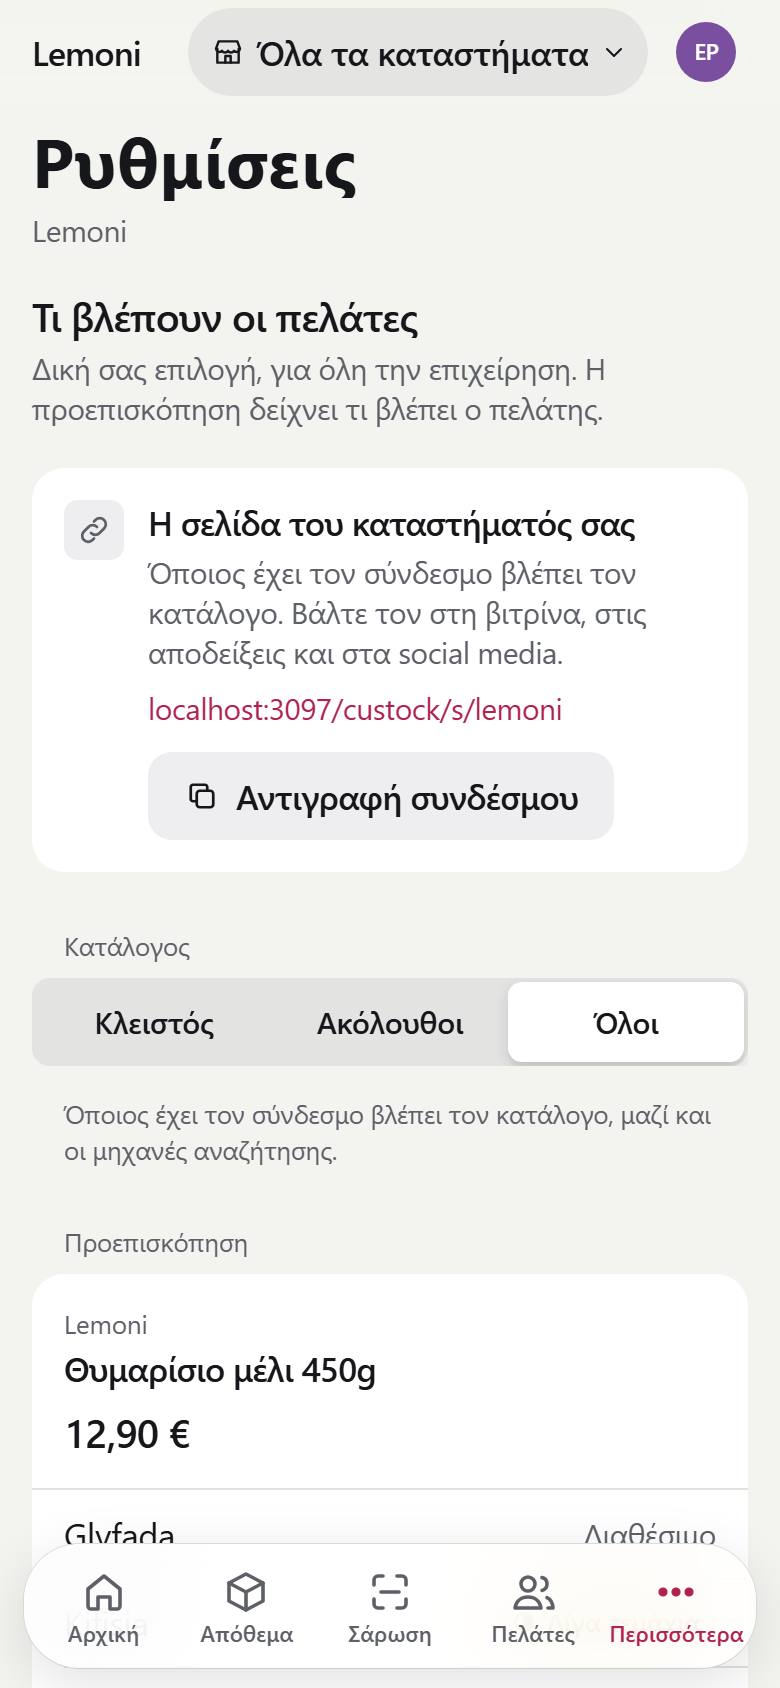 Lemoni
Όλα τα καταστήματα
EP
Ρυθμίσεις
Lemoni
Τι βλέπουν οι πελάτες
Δική σας επιλογή, για όλη την επιχείρηση. Η
προεπισκόπηση δείχνει τι βλέπει ο πελάτης.
Η σελίδα του καταστήματός σας
Όποιος έχει τον σύνδεσμο βλέπει τον
κατάλογο. Βάλτε τον στη βιτρίνα, στις
αποδείξεις και στα social media.
localhost:3097/custock/s/lemoni
Αντιγραφή συνδέσμου
Κατάλογος
Κλειστός
Ακόλουθοι
Όλοι
Όποιος έχει τον σύνδεσμο βλέπει τον κατάλογο, μαζί και
οι μηχανές αναζήτησης.
Προεπισκόπηση
Lemoni
Θυμαρίσιο μέλι 450g
12,90 €
Glyfada
Διαθέσιμο
Αρχική
Απόθεμα
Σάρωση
Πελάτες
Περισσότερα